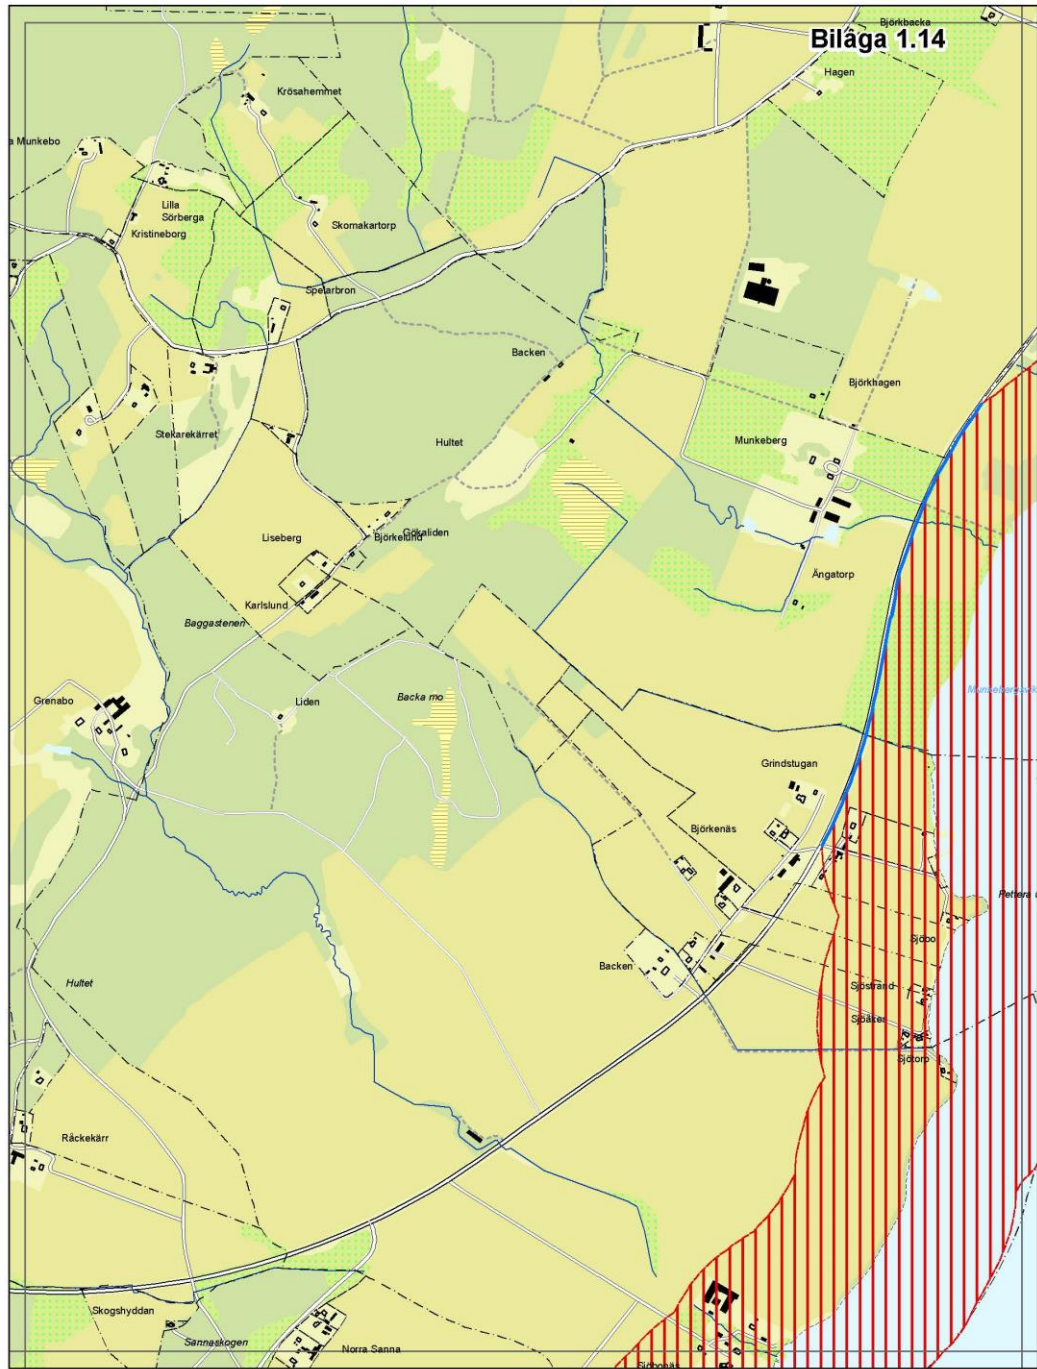 Björkbacka
Bilåga 1.14
Hagen
Krösahemmet
a Munkebo
Lilla
Sörberga
Kristineborg
Skomakartorp
Spelarbron
Backen
Björkhagen
Stekarekärret
Hultet
Munkeberg
Liseberg
Björkelund
Gökaliden
Ängatorp
Karlslund
Baggastenen
Grenabo
Liden
Backa mo
Grindstugan
Björkenäs
Sjöbo
Backen
Hultet
Sjöstrand
Sjöåker
Sjötorp
Råckekärr
Skogshyddan
Sannaskogen
Norra Sanna
Sjöbonäs